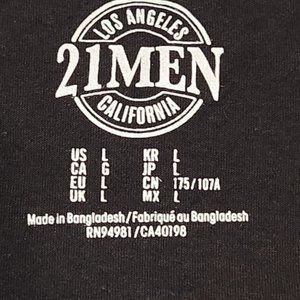 LOS ANGELES
21MEN
CALIFORNIA
US L KR L
CA G JP L
EU L CN 175/107A
UK L MX L
Made in Bangladesh/Fabriqué au Bangladesh
RN94981/CA40198